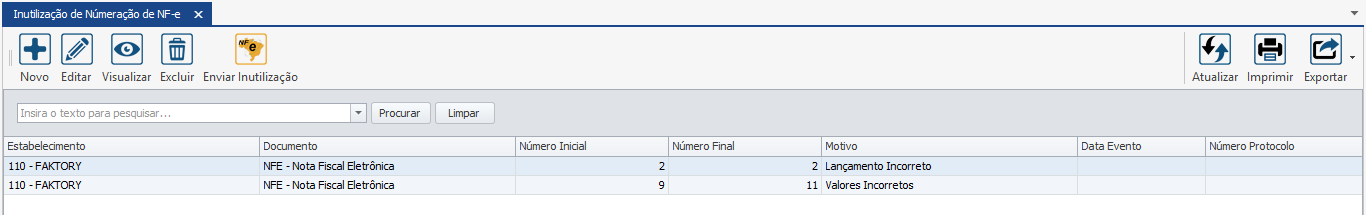 Inutilização de Númeração de NF-e
Novo Editar Visualizar Excluir Enviar Inutilização Atualizar Imprimir Exportar
Insira o texto para pesquisar... Procurar Limpar
Estabelecimento Documento Número Inicial Número Final Motivo Data Evento Número Protocolo
110 - FAKTORY NFE - Nota Fiscal Eletrônica 2 2 Lançamento Incorreto
110 - FAKTORY NFE - Nota Fiscal Eletrônica 9 11 Valores Incorretos